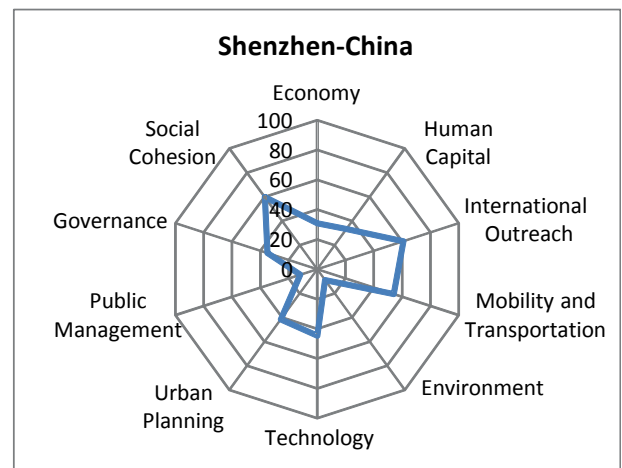 Shenzhen-China
Economy
Human
Capital
International
Outreach
Mobility and
Transportation
Environment
Technology
Urban
Planning
Public
Management
Governance
Social
Cohesion
100
80
60
40
20
0